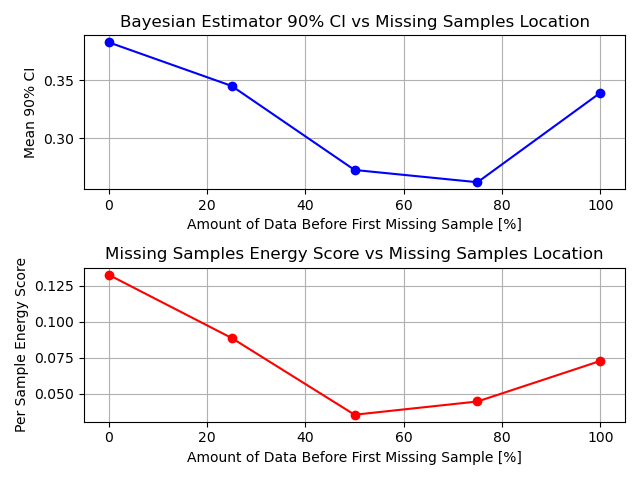 Bayesian Estimator 90% CI vs Missing Samples Location
Mean 90% CI
0.35
0.30
0 20 40 60 80 100
Amount of Data Before First Missing Sample [%]
Missing Samples Energy Score vs Missing Samples Location
Per Sample Energy Score
0.125
0.100
0.075
0.050
0 20 40 60 80 100
Amount of Data Before First Missing Sample [%]